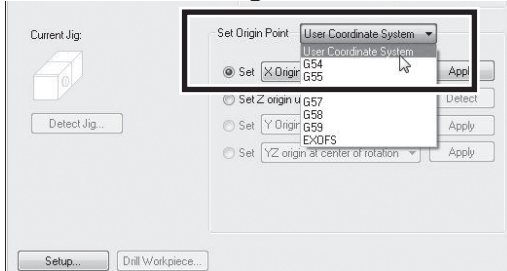 Current Jig:
Set Origin Point User Coordinate System
User Coordinate System
G54
Set X Origin Apply
G55
Set Z origin u Detect
G57
G58
Detect Jig... Set Y Origin Apply
G59
EXOFS
Set YZ origin at center of rotation Apply
Setup... Drill Workpiece...